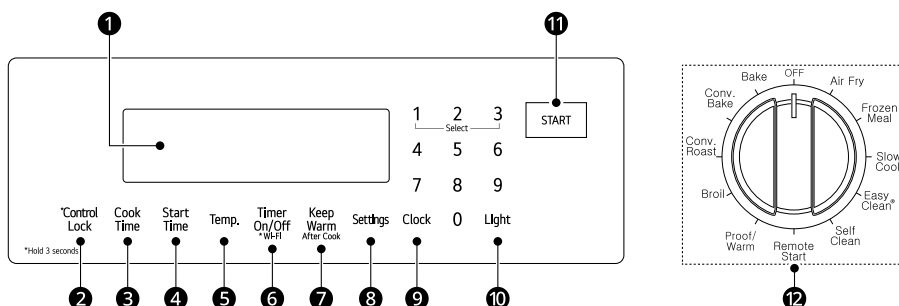 1
11
1 2 3
Select
START
4 5 6
7 8 9
*Control Lock
Cook Time
Start Time
Temp.
Timer On/Off
*Wi-Fi
Keep Warm
After Cook
Settings
Clock
0
Light
*Hold 3 seconds
2 3 4 5 6 7 8 9 10
OFF
Air Fry
Frozen Meal
Slow Cook
Easy Clean®
Self Clean
Remote Start
Proof/ Warm
Broil
Conv. Roast
Conv. Bake
Bake
12